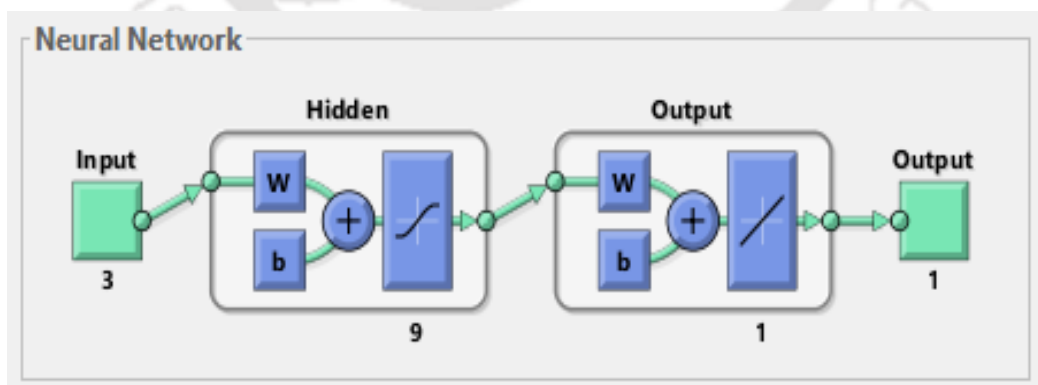 Neural Network
Hidden
Output
Input
Output
W
W
+
+
b
b
3
1
9
1